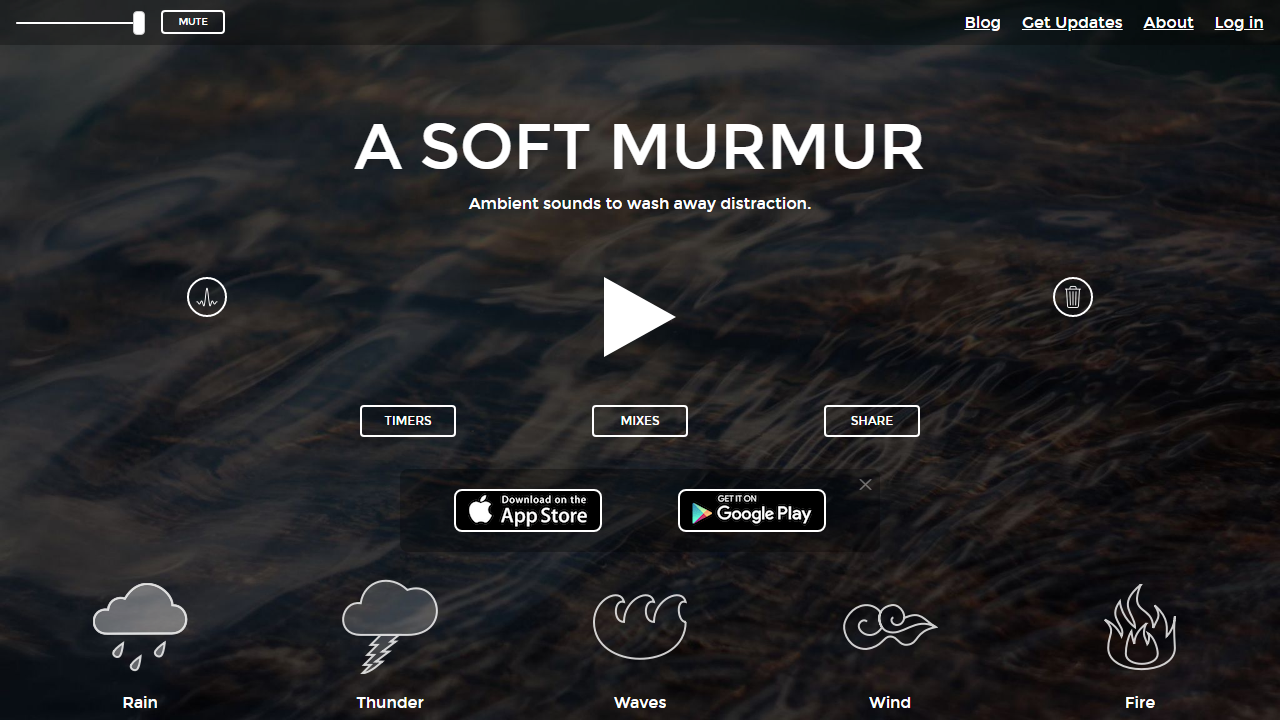 MUTE
Blog
Get Updates
About
Log in
A SOFT MURMUR
Ambient sounds to wash away distraction.
TIMERS
MIXES
SHARE
Download on the
App Store
GET IT ON
Google Play
Rain
Thunder
Waves
Wind
Fire